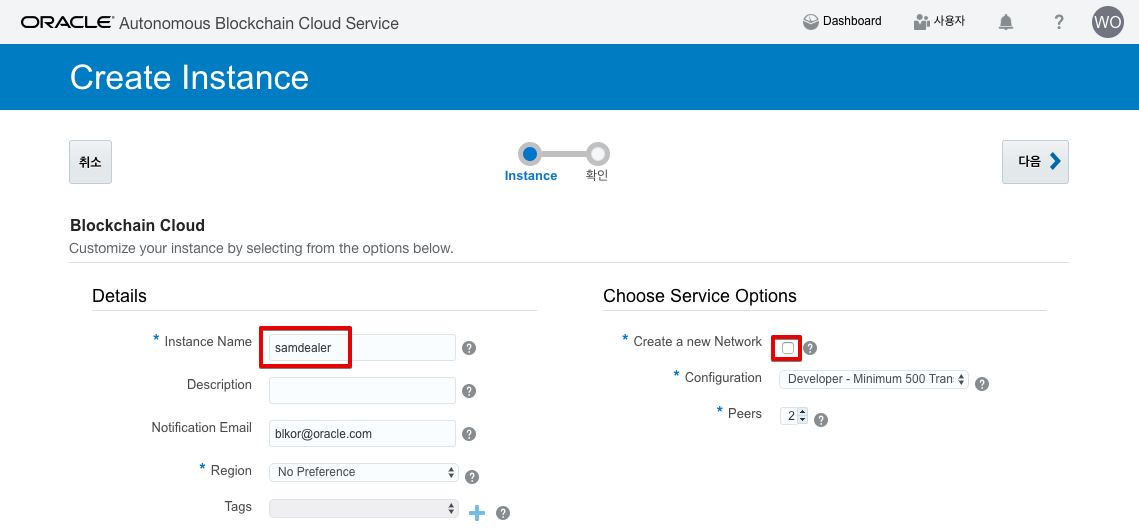 ORACLE® Autonomous Blockchain Cloud Service
Dashboard
사용자
?
WO
Create Instance
취소
Instance
확인
다음
Blockchain Cloud
Customize your instance by selecting from the options below.
Details
* Instance Name
samdealer
?
Description
?
Notification Email
blkor@oracle.com
?
* Region
No Preference
?
Tags
?
Choose Service Options
* Create a new Network
?
* Configuration
Developer - Minimum 500 Tran
?
* Peers
2
?